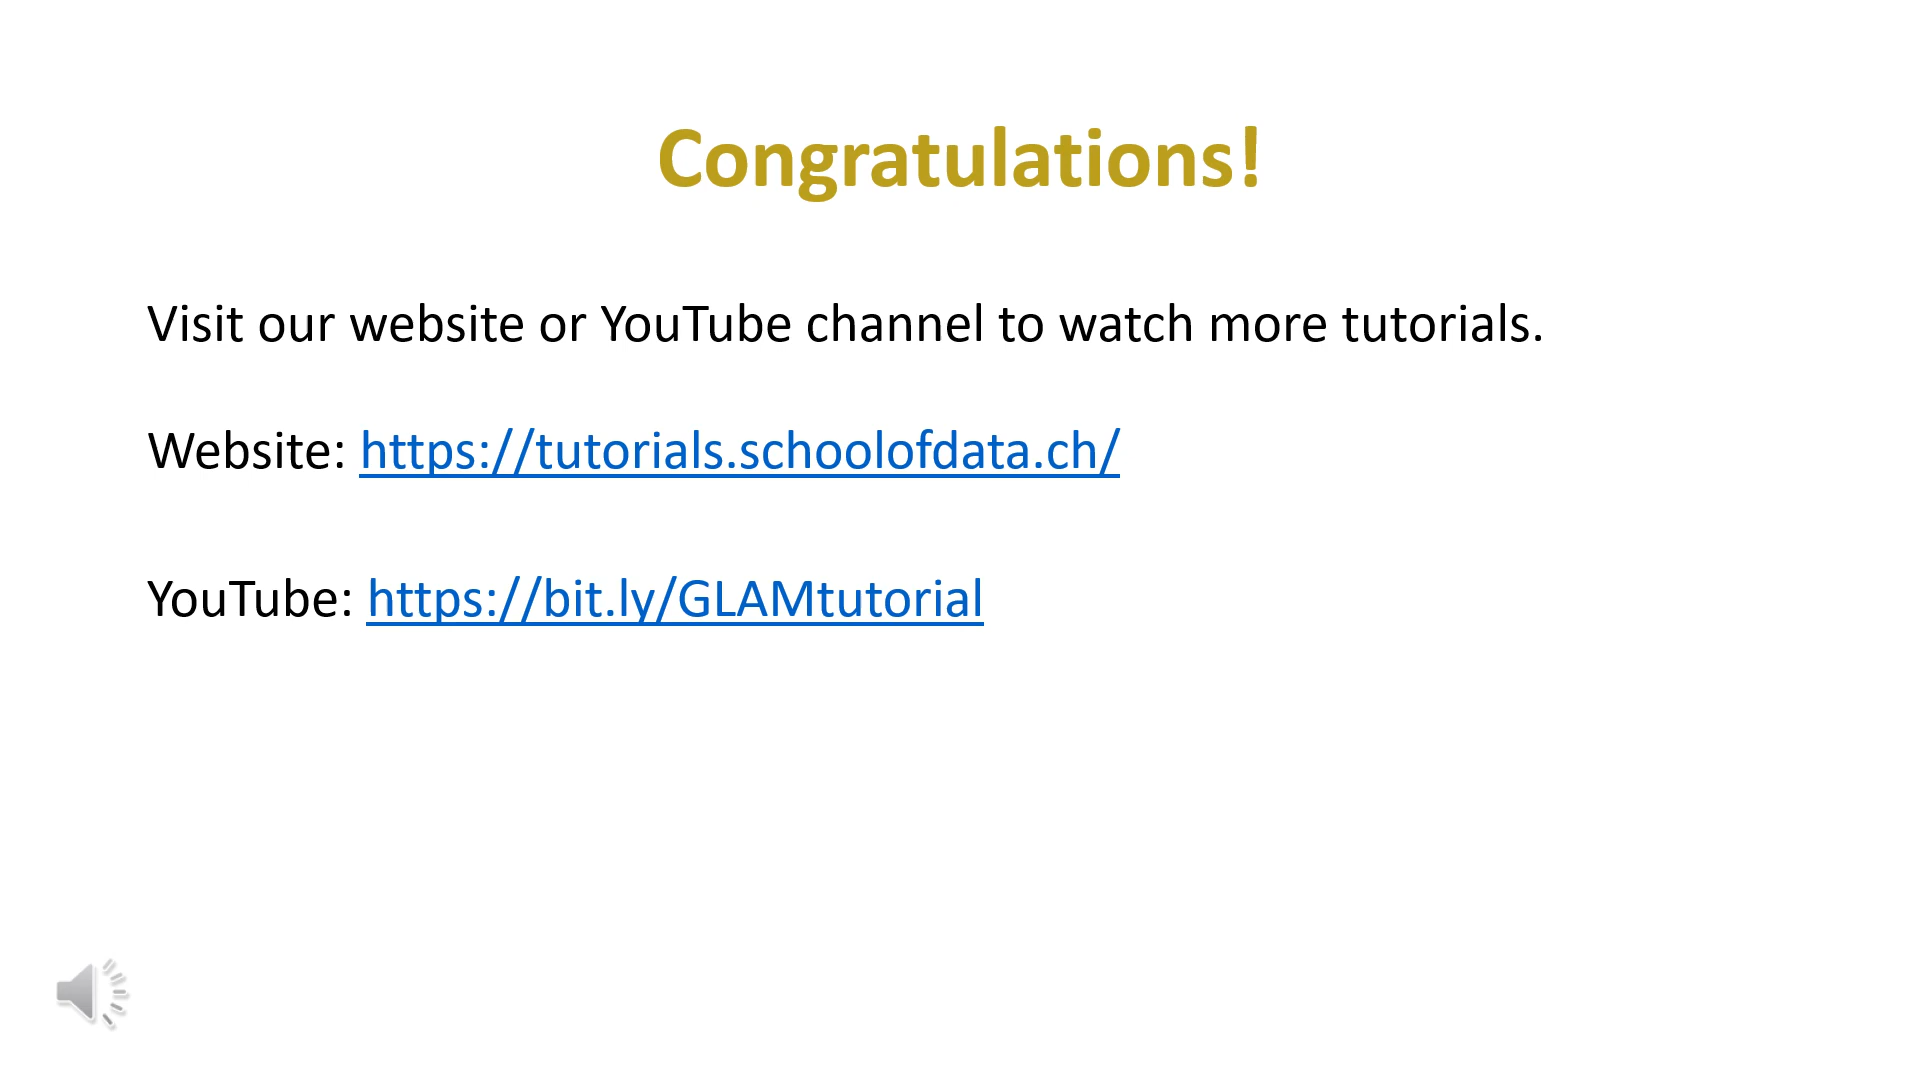 Congratulations!
Visit our website or YouTube channel to watch more tutorials.
Website: https://tutorials.schoolofdata.ch/
YouTube: https://bit.ly/GLAMtutorial